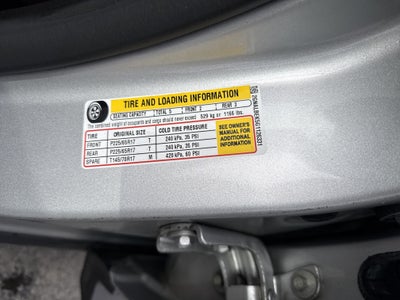 TIRE AND LOADING INFORMATION
SEATING CAPACITY TOTAL 5 FRONT 2 REAR 3
The combined weight of occupants and cargo should never exceed 529 kg or 1166 lbs.
TIRE ORIGINAL SIZE COLD TIRE PRESSURE
FRONT P225/65R17 T 240 kPa, 35 PSI
REAR P225/65R17 T 240 kPa, 35 PSI
SPARE T145/70R17 M 420 kPa, 60 PSI
SEE OWNER'S
MANUAL FOR
ADDITIONAL
INFORMATION